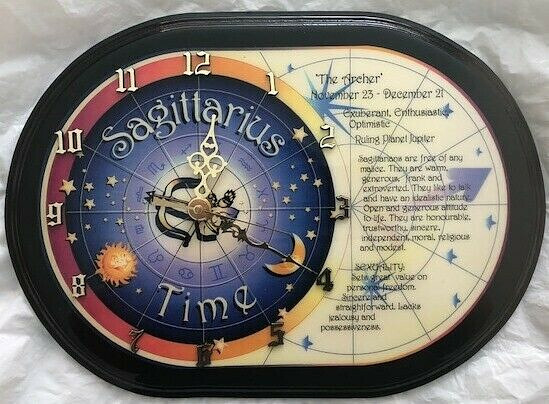 12
11
1
10
2
9
3
8
4
7
5
6
Sagittarius
Time
"The Archer"
November 23 - December 21
Exuberant, Enthusiastic,
Optimistic
Ruling Planet Jupiter
Sagittarians are free of any
malice. They are warm,
generous, frank and
extroverted. They like to talk
and have an idealistic nature.
Open and generous attitude
to life. They are honourable,
trustworthy, sincere,
independent, moral, religious
and modest.
SEXUALITY:
Sets great value on
personal freedom.
Sincere and
straightforward. Lacks
jealousy and
possessiveness.